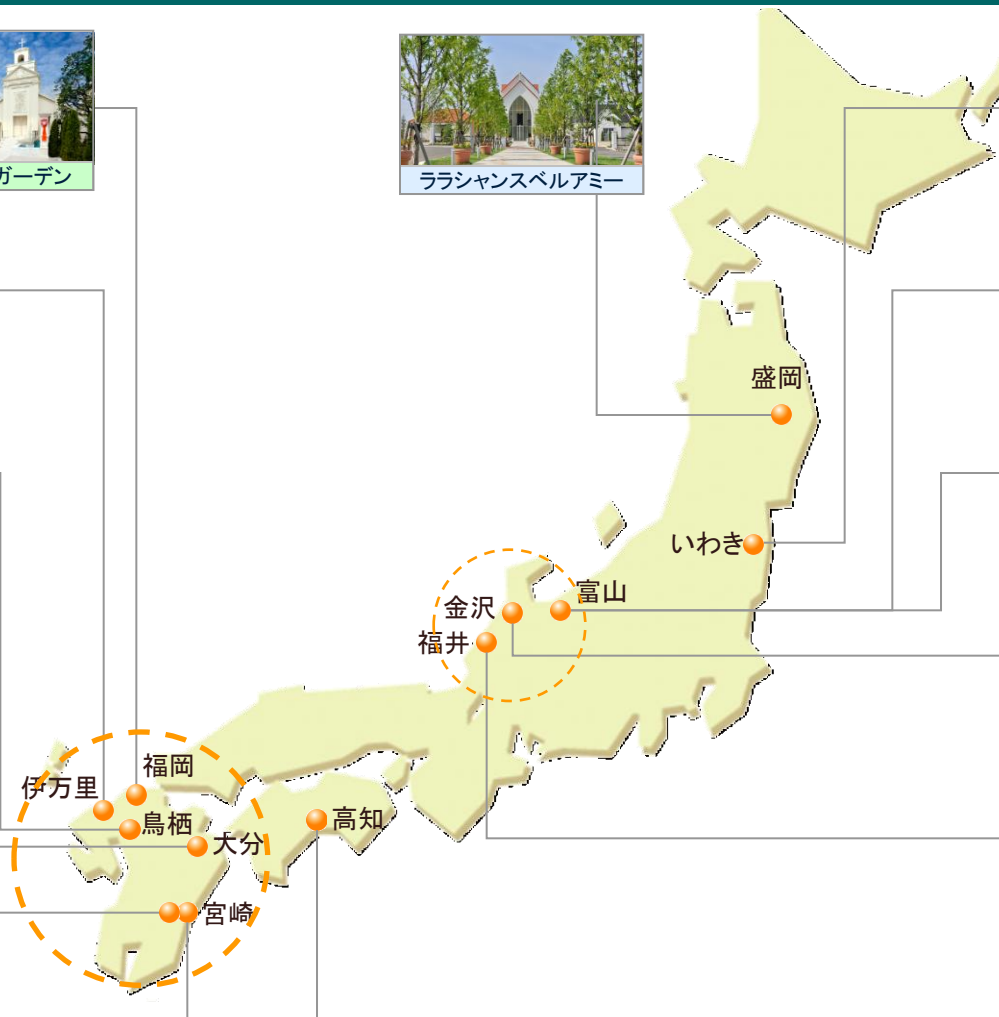 ガーデン
ララシャンスベルアミー
盛岡
いわき
富山
金沢
福井
福岡
伊万里
鳥栖
大分
高知
宮崎